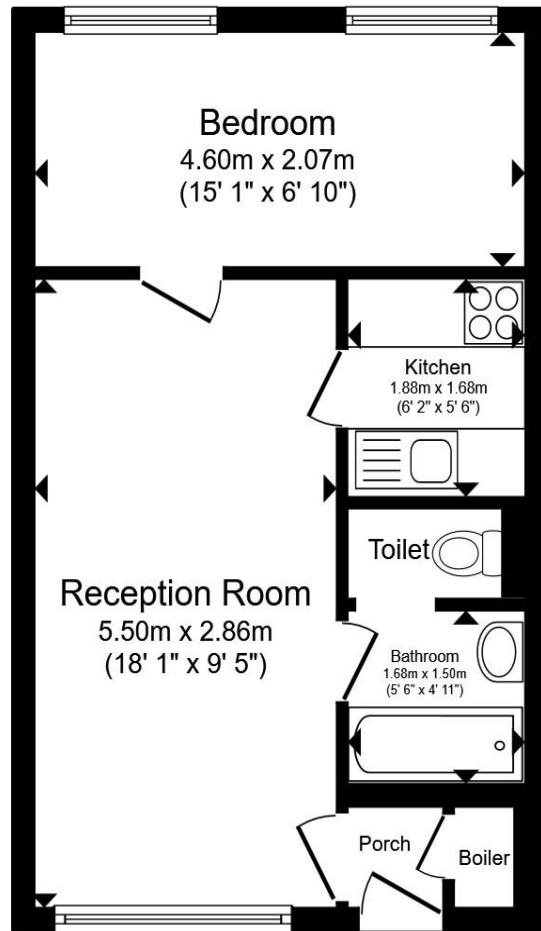 Bedroom
4.60m x 2.07m
(15' 1" x 6' 10")
Kitchen
1.88m x 1.68m
(6' 2" x 5' 6")
Toilet
Reception Room
5.50m x 2.86m
(18' 1" x 9' 5")
Bathroom
1.68m x 1.50m
(5' 6" x 4' 11")
Porch
Boiler